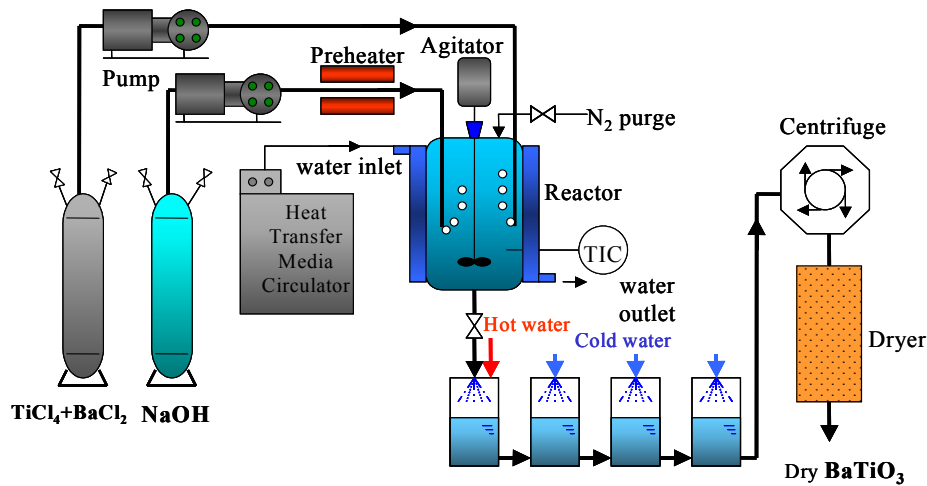 Pump
Preheater
Agitator
N₂ purge
Centrifuge
water inlet
Reactor
Heat
Transfer
Media
Circulator
TIC
water
outlet
Hot water
Cold water
Dryer
TiCl₄+BaCl₂
NaOH
Dry BaTiO₃